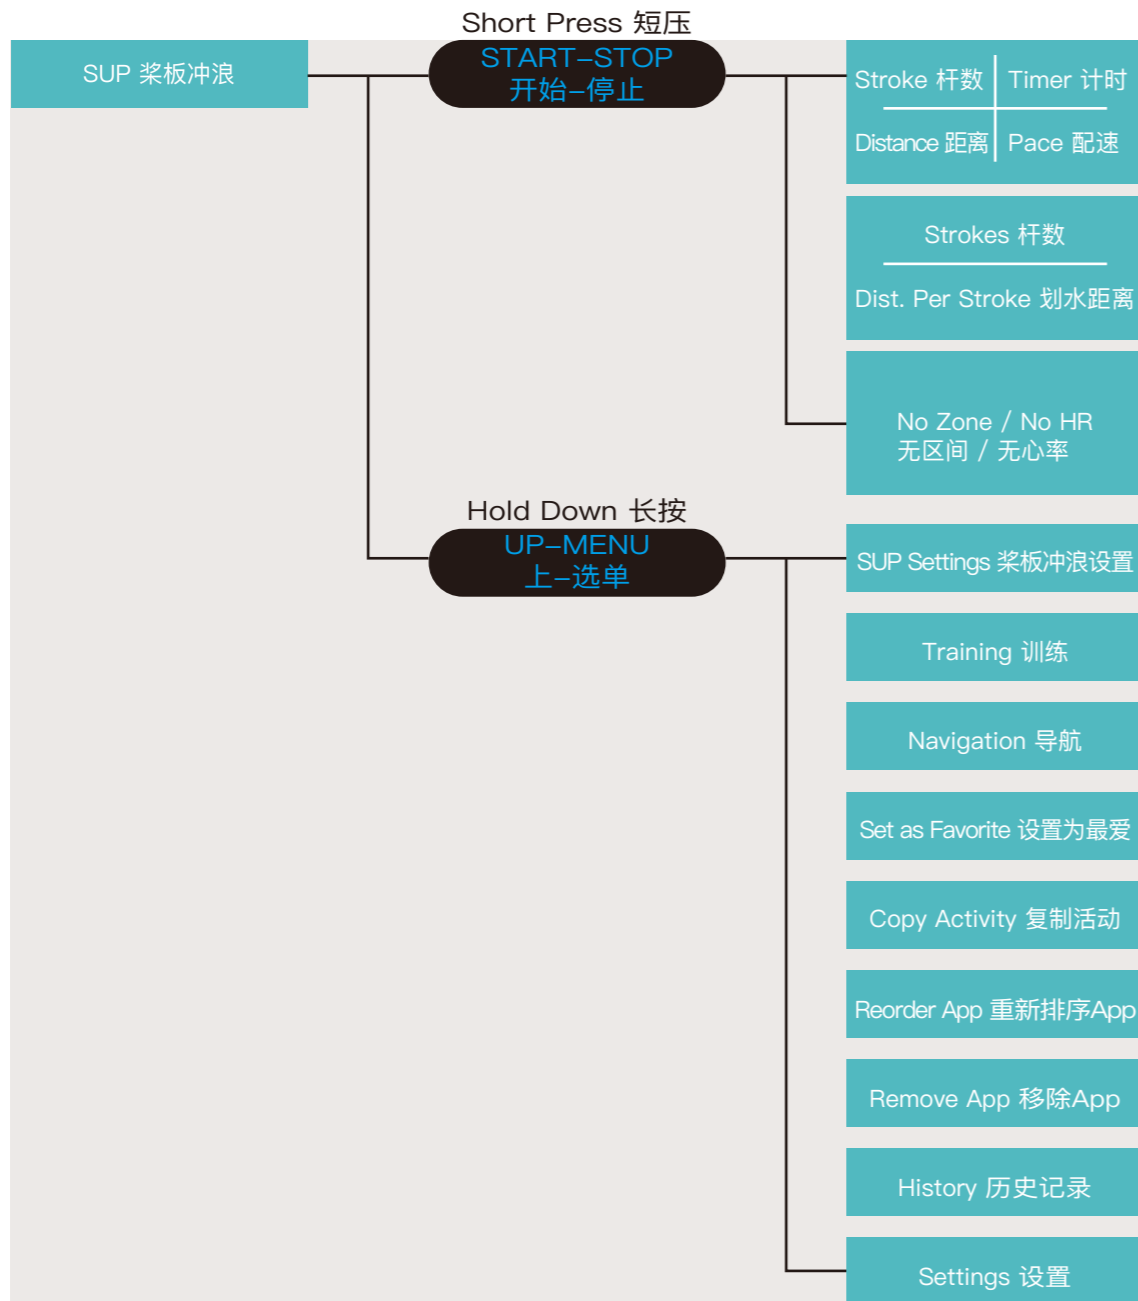 Short Press 短压
SUP 桨板冲浪
START-STOP
开始-停止
Stroke 杆数
Timer 计时
Distance 距离
Pace 配速
Strokes 杆数
Dist. Per Stroke 划水距离
No Zone / No HR
无区间 / 无心率
Hold Down 长按
UP-MENU
上-选单
SUP Settings 桨板冲浪设置
Training 训练
Navigation 导航
Set as Favorite 设置为最爱
Copy Activity 复制活动
Reorder App 重新排序App
Remove App 移除App
History 历史记录
Settings 设置